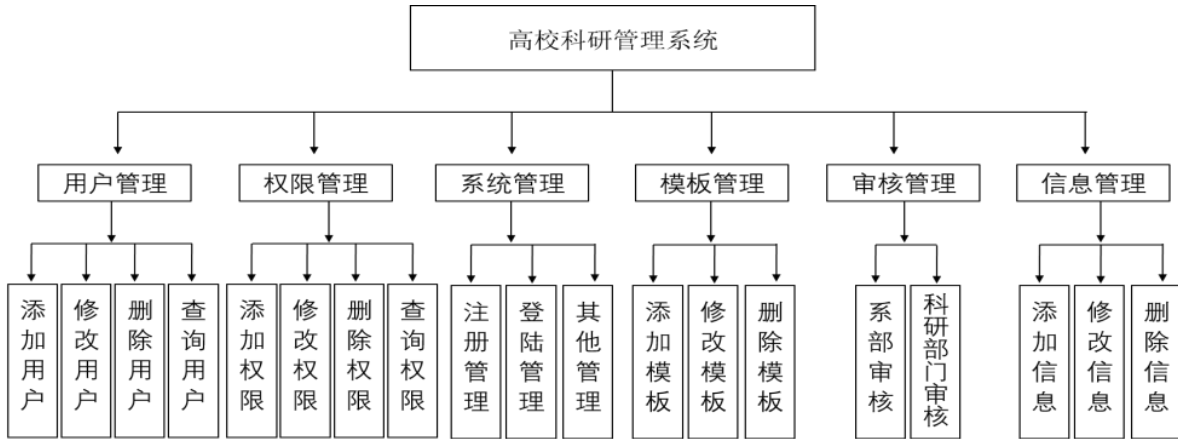 高校科研管理系统
用户管理
权限管理
系统管理
模板管理
审核管理
信息管理
添加用户
修改用户
删除用户
查询用户
添加权限
修改权限
删除权限
查询权限
注册管理
登陆管理
其他管理
添加模板
修改模板
删除模板
系部审核
科研部门审核
添加信息
修改信息
删除信息